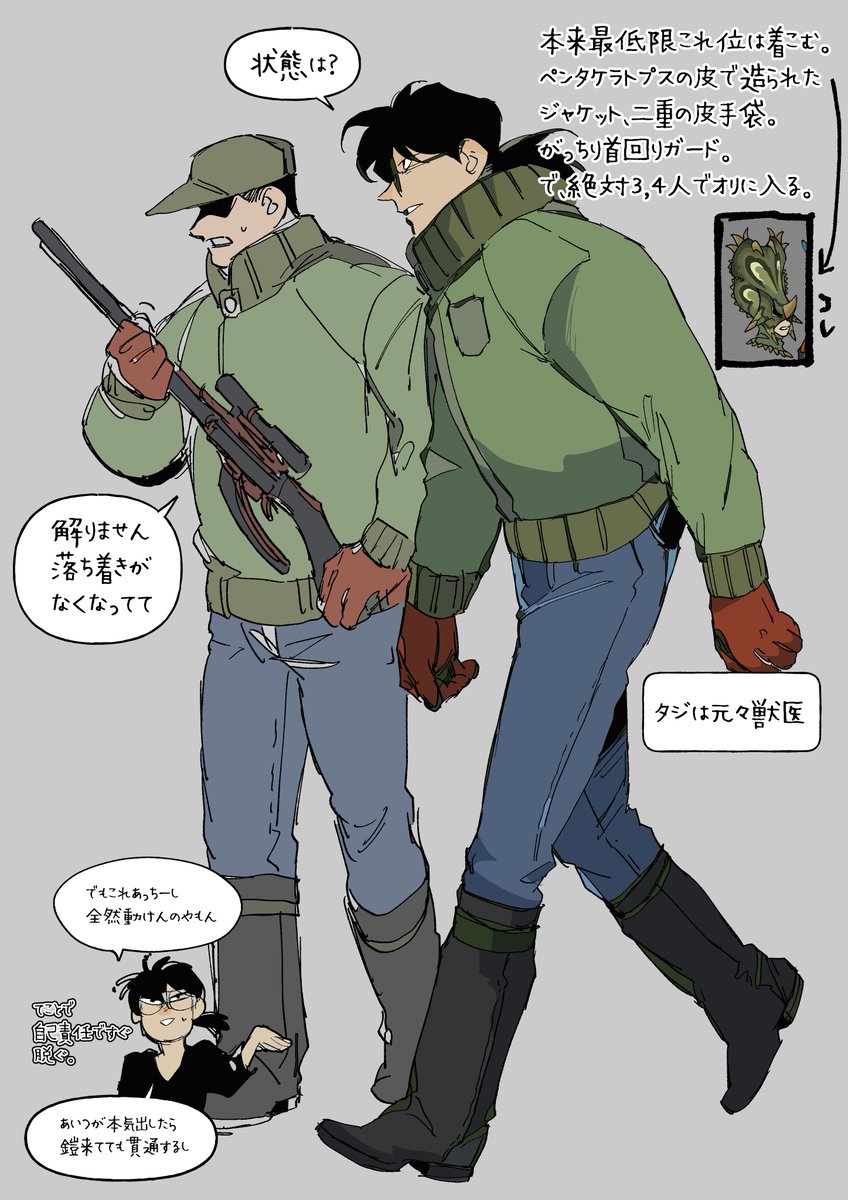 本来最低限これ位は着こむ。
ペンタケラトプスの皮で造られた
ジャケット、二重の皮手袋。
がっちり首回りガード。
で、絶対3,4人でオリに入る。
コレ
状態は?
解りません
落ち着きが
なくなってて
タジは元々獣医
でもこれあっちーし
全然動けんのやもん
てことで
自己責任ですぐ
脱ぐ。
あいつが本気出したら
鎧来てても貫通するし